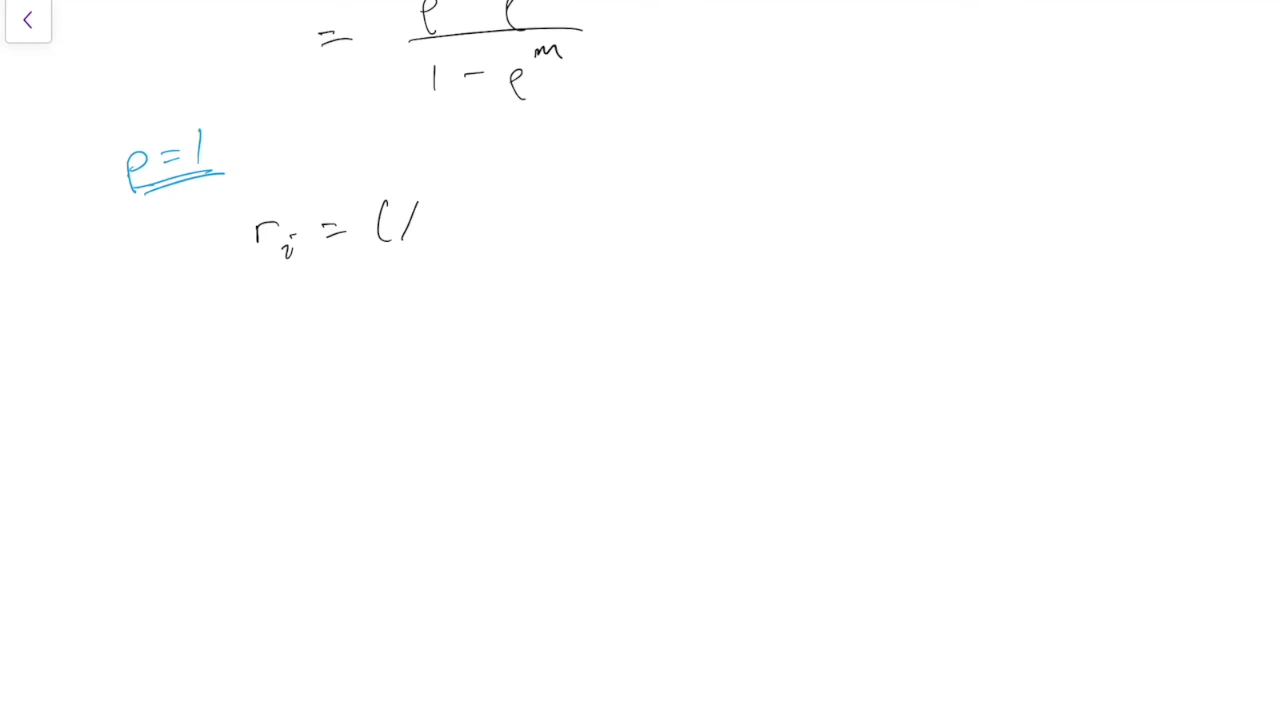 = ρ
1 - ρ^m
ρ = 1
r_i = (